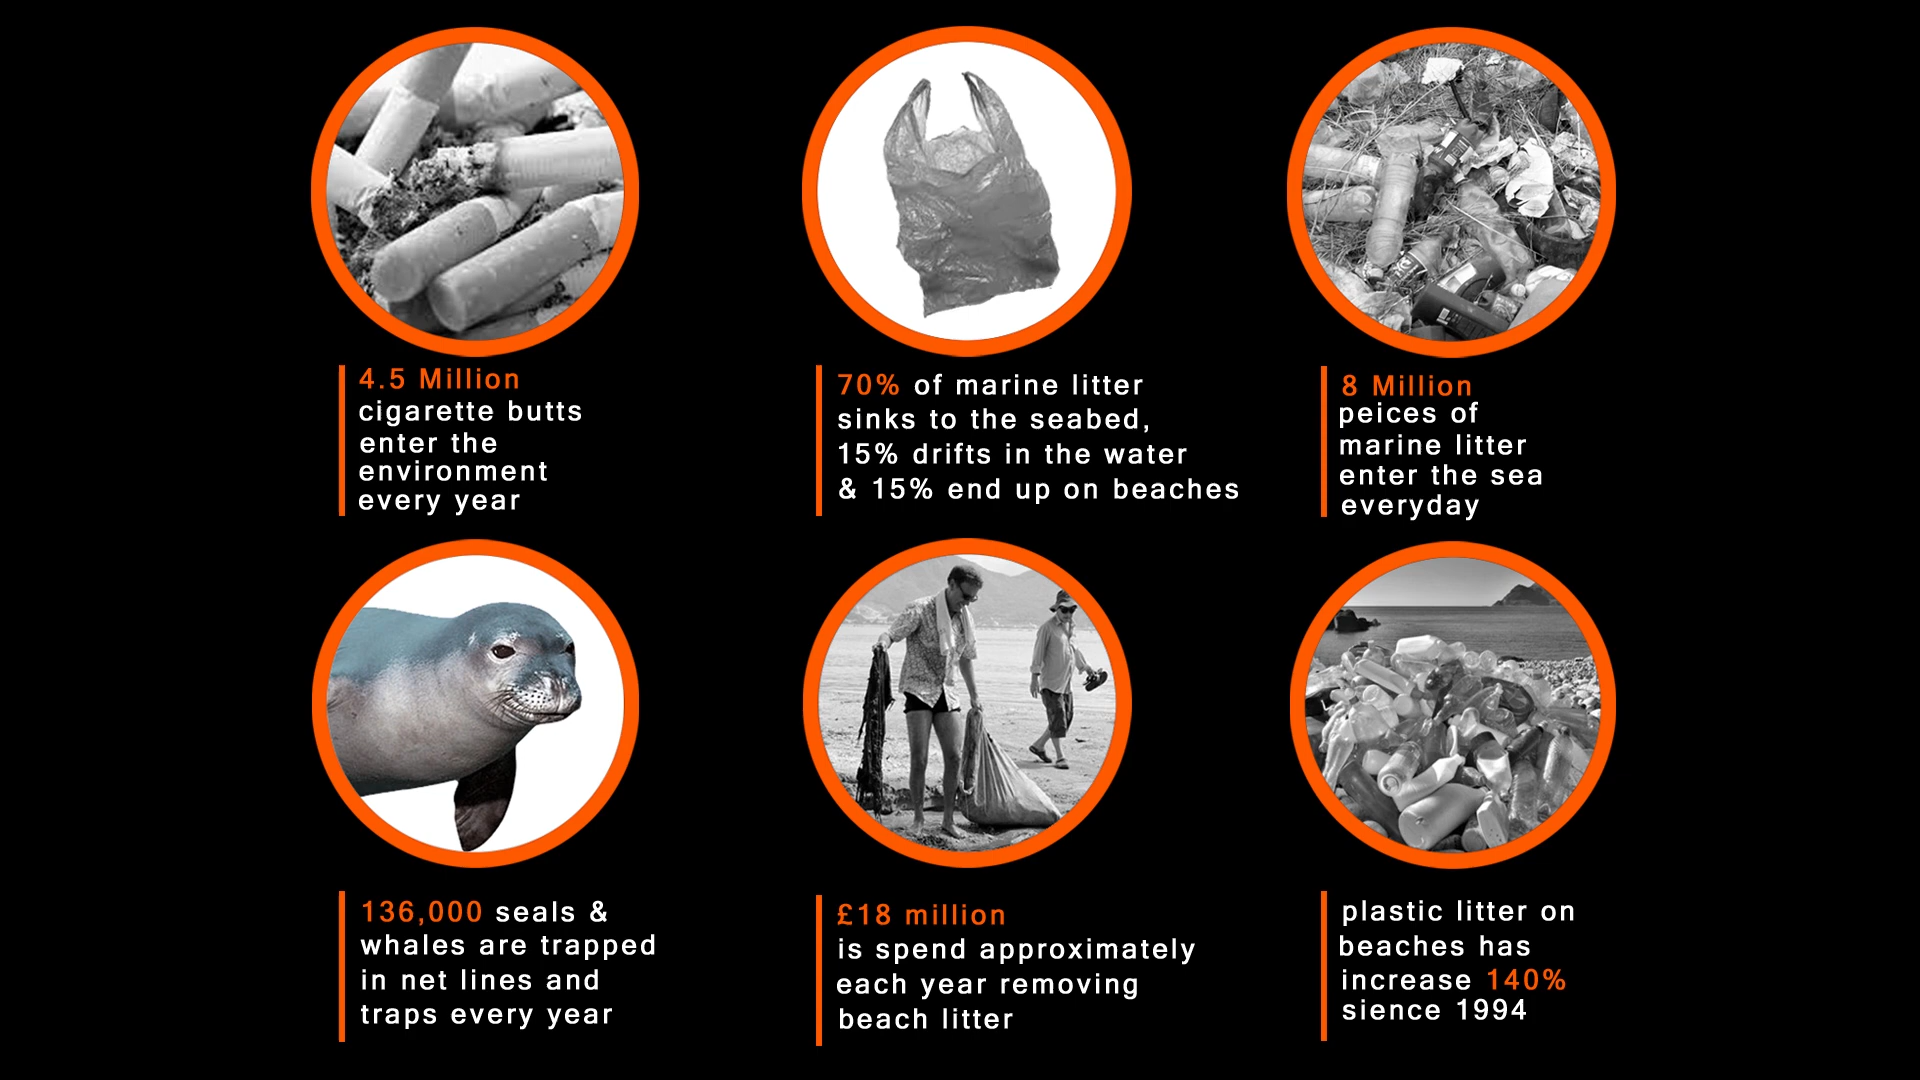 4.5 Million
cigarette butts
enter the
environment
every year
70% of marine litter
sinks to the seabed,
15% drifts in the water
& 15% end up on beaches
8 Million
peices of
marine litter
enter the sea
everyday
136,000 seals &
whales are trapped
in net lines and
traps every year
£18 million
is spend approximately
each year removing
beach litter
plastic litter on
beaches has
increase 140%
sience 1994